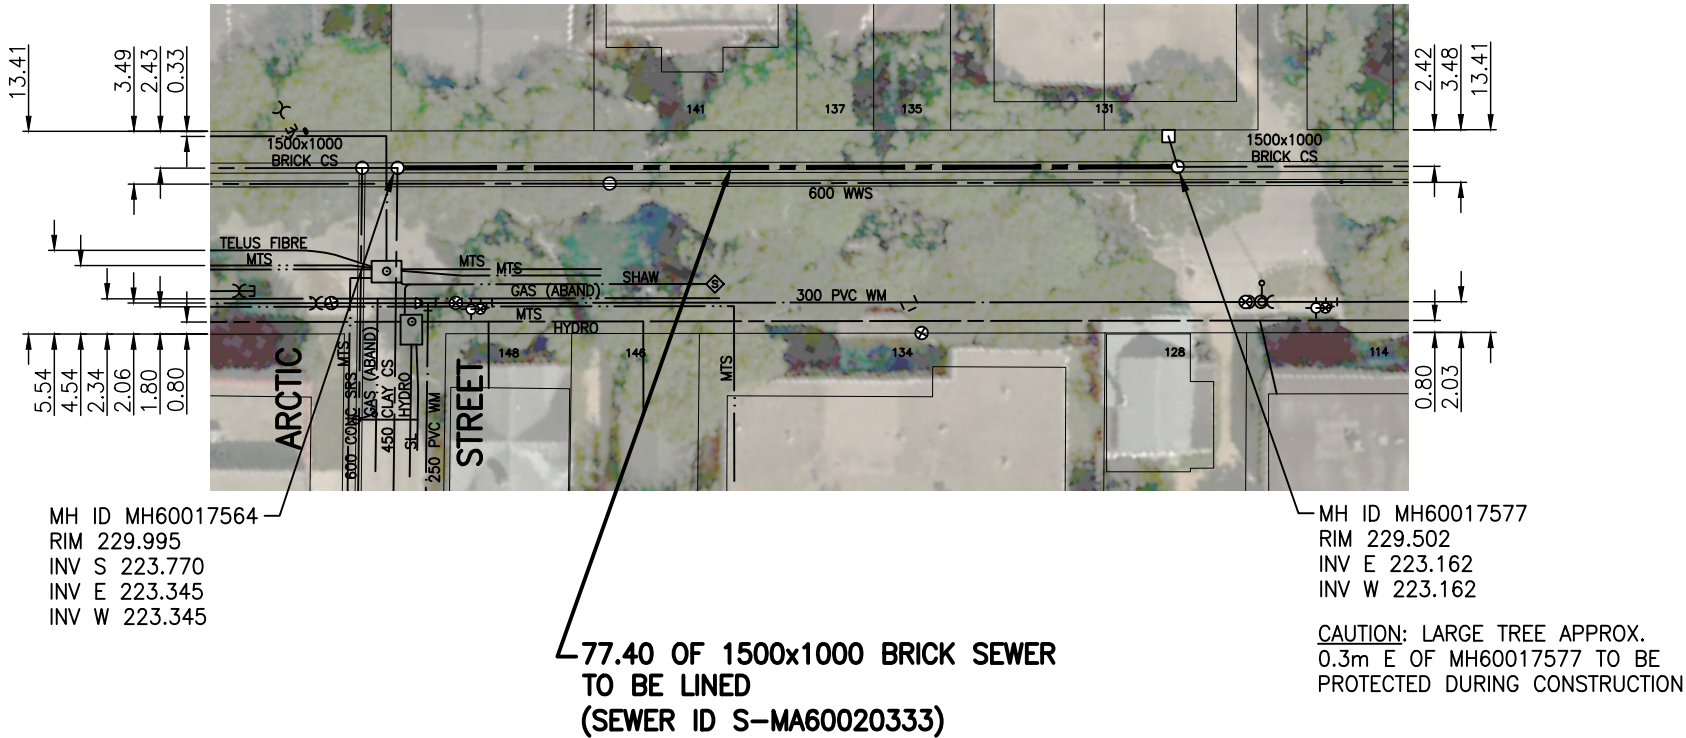 13.41
3.49
2.43
0.33
2.42
3.48
13.41
141
137
135
131
1500x1000
BRICK CS
1500x1000
BRICK CS
600 WWS
TELUS FIBRE
MTS
MTS
MTS
SHAW
GAS (ABAND)
300 PVC WM
MTS
HYDRO
148
146
134
128
114
5.54
4.54
2.34
2.06
1.80
0.80
0.80
2.03
ARCTIC
STREET
600 CONC SRS
MTS
GAS (ABAND)
450 CLAY CS
HYDRO
SL
250 PVC WM
MTS
S
MH ID MH60017564
RIM 229.995
INV S 223.770
INV E 223.345
INV W 223.345
MH ID MH60017577
RIM 229.502
INV E 223.162
INV W 223.162
CAUTION: LARGE TREE APPROX.
0.3m E OF MH60017577 TO BE
PROTECTED DURING CONSTRUCTION
77.40 OF 1500x1000 BRICK SEWER
TO BE LINED
(SEWER ID S-MA60020333)